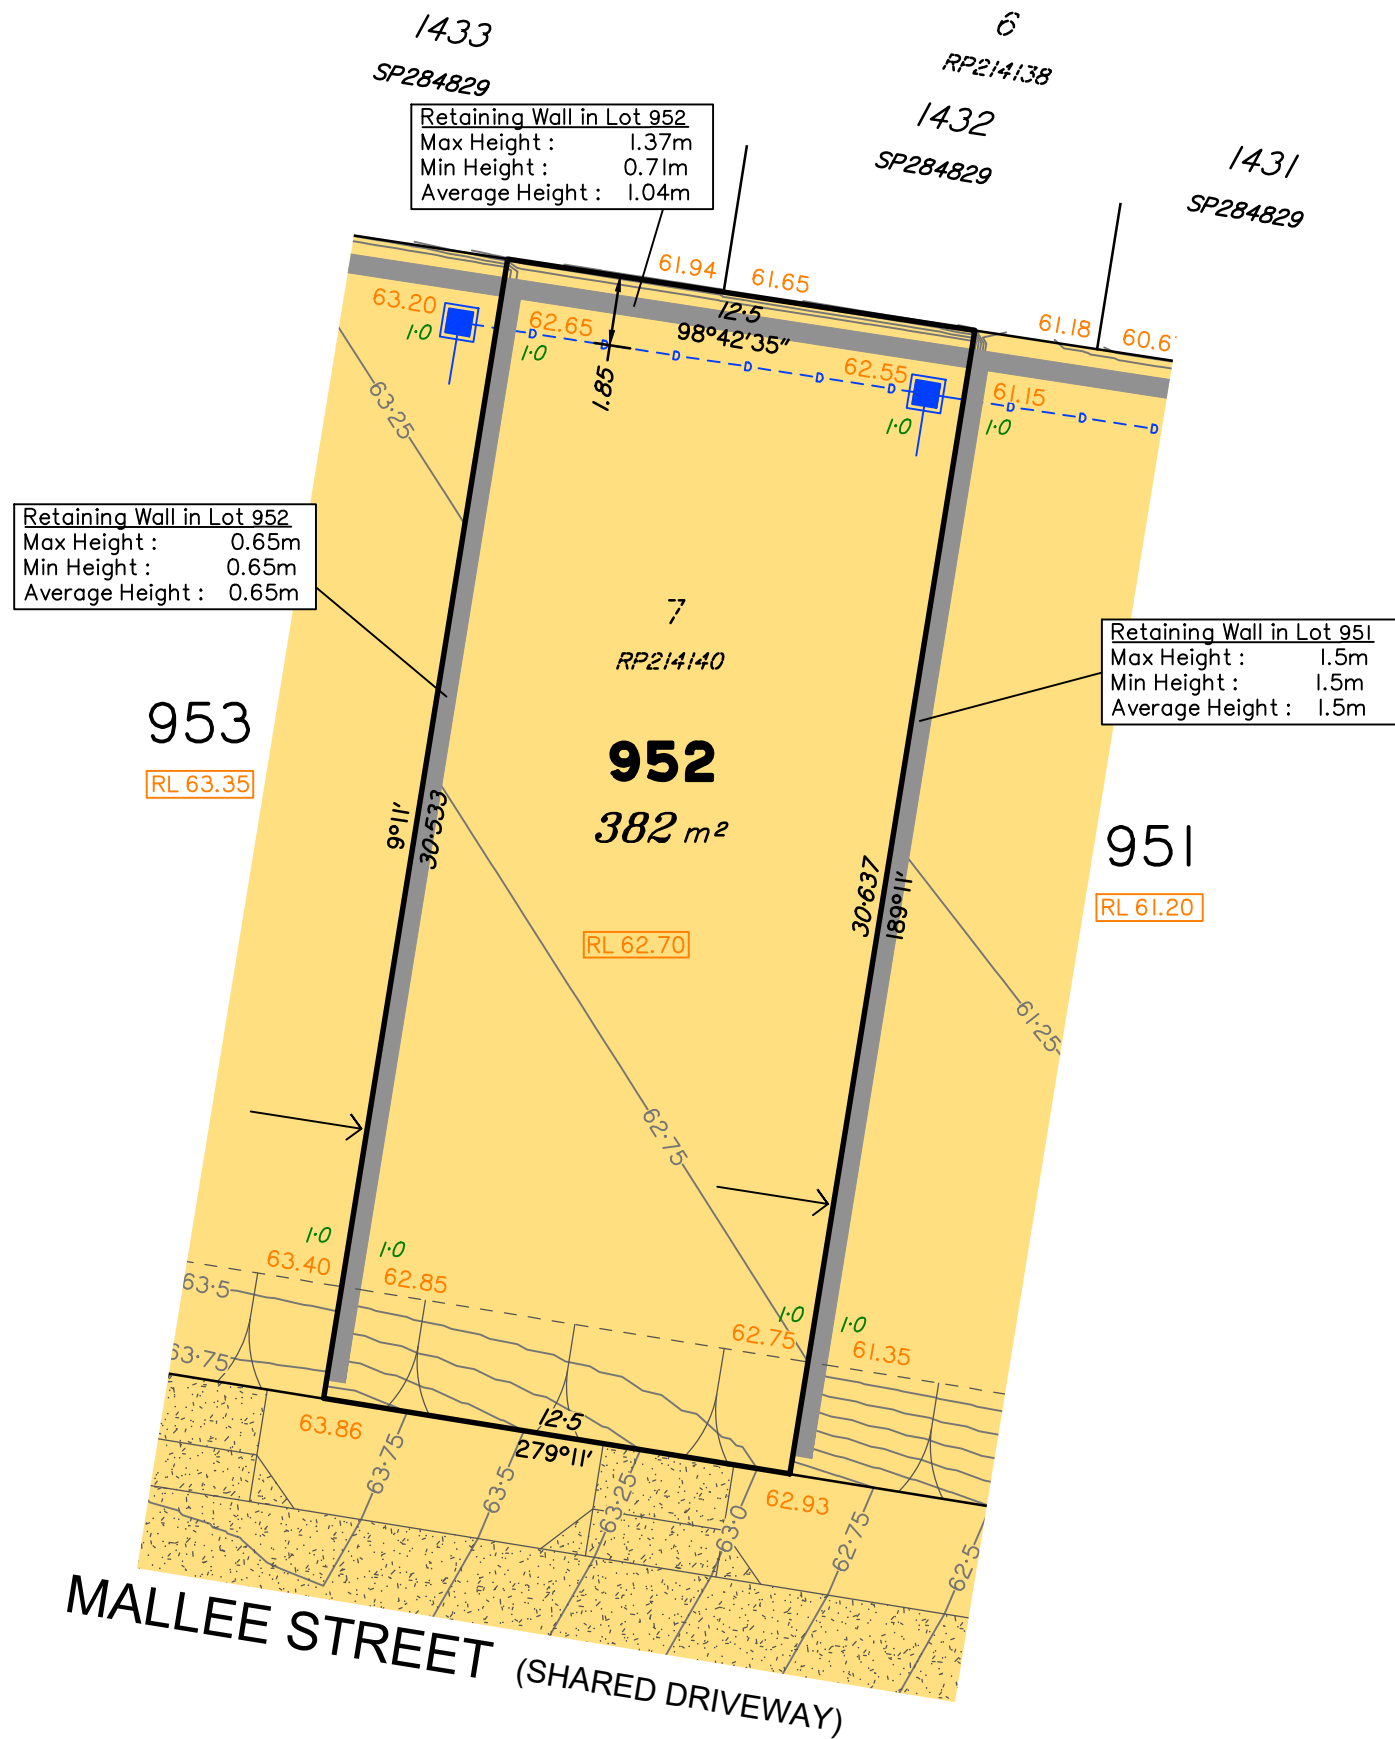 1433
SP284829
6
RP214138
1432
SP284829
1431
SP284829
Retaining Wall in Lot 952
Max Height : 1.37m
Min Height : 0.71m
Average Height : 1.04m
61.94
61.65
12·5
98°42'35"
63.20
1·0
62.65
1·0
1.85
62.55
1·0
61.18
61.15
1·0
63·25
D
D
D
D
D
D
D
D
D
Retaining Wall in Lot 952
Max Height : 0.65m
Min Height : 0.65m
Average Height : 0.65m
7
RP214140
Retaining Wall in Lot 951
Max Height : 1.5m
Min Height : 1.5m
Average Height : 1.5m
953
RL 63.35
952
382 m²
9°11'
30·533
30·637
189°11'
951
RL 61.20
RL 62.70
61·25
62·75
1·0
63.40
1·0
62.85
1·0
62.75
1·0
61.35
63·5
63·75
63.86
12·5
279°11'
62.93
63·75
63·5
63·25
63·0
62·75
62·5
MALLEE STREET (SHARED DRIVEWAY)